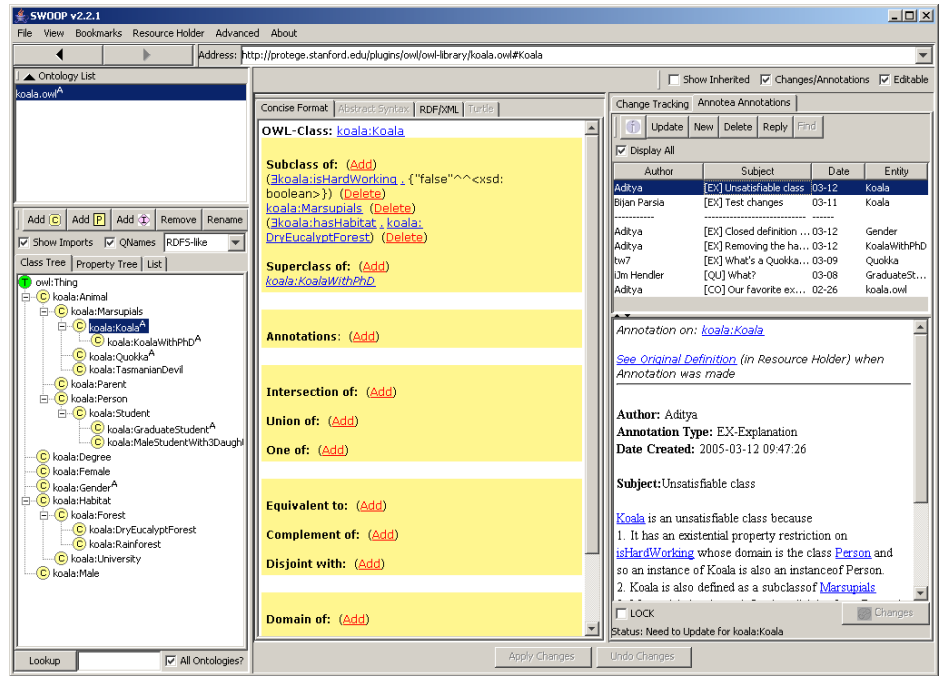 SWOOP v2.2.1
File View Bookmarks Resource Holder Advanced About
Address: http://protege.stanford.edu/plugins/owl/owl-library/koala.owl#Koala
Ontology List
koala.owl A
Show Inherited Changes/Annotations Editable
Add C Add P Add I Remove Rename
Show Imports QNames RDFS-like
Class Tree Property Tree List
T owl:Thing
C koala:Animal
C koala:Marsupials
C koala:Koala A
C koala:KoalaWithPhD A
C koala:Quokka A
C koala:TasmanianDevil
C koala:Parent
C koala:Person
C koala:Student
C koala:GraduateStudent A
C koala:MaleStudentWith3Daugh
C koala:Degree
C koala:Female
C koala:Gender A
C koala:Habitat
C koala:Forest
C koala:DryEucalyptForest
C koala:Rainforest
C koala:University
C koala:Male
Lookup All Ontologies?
Concise Format Abstract Syntax RDF/XML Turtle
OWL-Class: koala:Koala
Subclass of: (Add)
(∃koala:isHardWorking . {"false"^^<xsd:
boolean>}) (Delete)
koala:Marsupials (Delete)
(∃koala:hasHabitat . koala:
DryEucalyptForest) (Delete)
Superclass of: (Add)
koala:KoalaWithPhD
Annotations: (Add)
Intersection of: (Add)
Union of: (Add)
One of: (Add)
Equivalent to: (Add)
Complement of: (Add)
Disjoint with: (Add)
Domain of: (Add)
Apply Changes Undo Changes
Change Tracking Annotea Annotations
Update New Delete Reply Find
Display All
Author Subject Date Entity
Aditya [EX] Unsatisfiable class 03-12 Koala
Bijan Parsia [EX] Test changes 03-11 Koala
----------- ------------------------- ------
Aditya [EX] Closed definition ... 03-12 Gender
Aditya [EX] Removing the ha... 03-12 KoalaWithPhD
tw7 [EX] What's a Quokka... 03-09 Quokka
iJm Hendler [QU] What? 03-08 GraduateSt...
Aditya [CO] Our favorite ex... 02-26 koala.owl
Annotation on: koala:Koala
See Original Definition (in Resource Holder) when
Annotation was made
Author: Aditya
Annotation Type: EX-Explanation
Date Created: 2005-03-12 09:47:26
Subject:Unsatisfiable class
Koala is an unsatisfiable class because
1. It has an existential property restriction on
isHardWorking whose domain is the class Person and
so an instance of Koala is also an instanceof Person.
2. Koala is also defined as a subclassof Marsupials
LOCK Changes
Status: Need to Update for koala:Koala